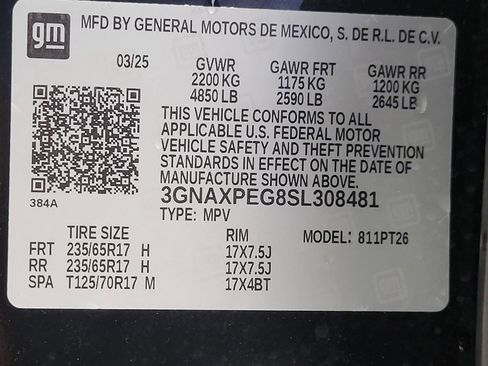 gm MFD BY GENERAL MOTORS DE MEXICO, S. DE R.L. DE C.V.
03/25 GVWR GAWR FRT GAWR RR
2200 KG 1175 KG 1200 KG
4850 LB 2590 LB 2645 LB
THIS VEHICLE CONFORMS TO ALL
APPLICABLE U.S. FEDERAL MOTOR
VEHICLE SAFETY AND THEFT PREVENTION
STANDARDS IN EFFECT ON THE DATE OF
MANUFACTURE SHOWN ABOVE.
384A 3GNAXPEG8SL308481
TYPE: MPV
TIRE SIZE RIM MODEL: 811PT26
FRT 235/65R17 H 17X7.5J
RR 235/65R17 H 17X7.5J
SPA T125/70R17 M 17X4BT